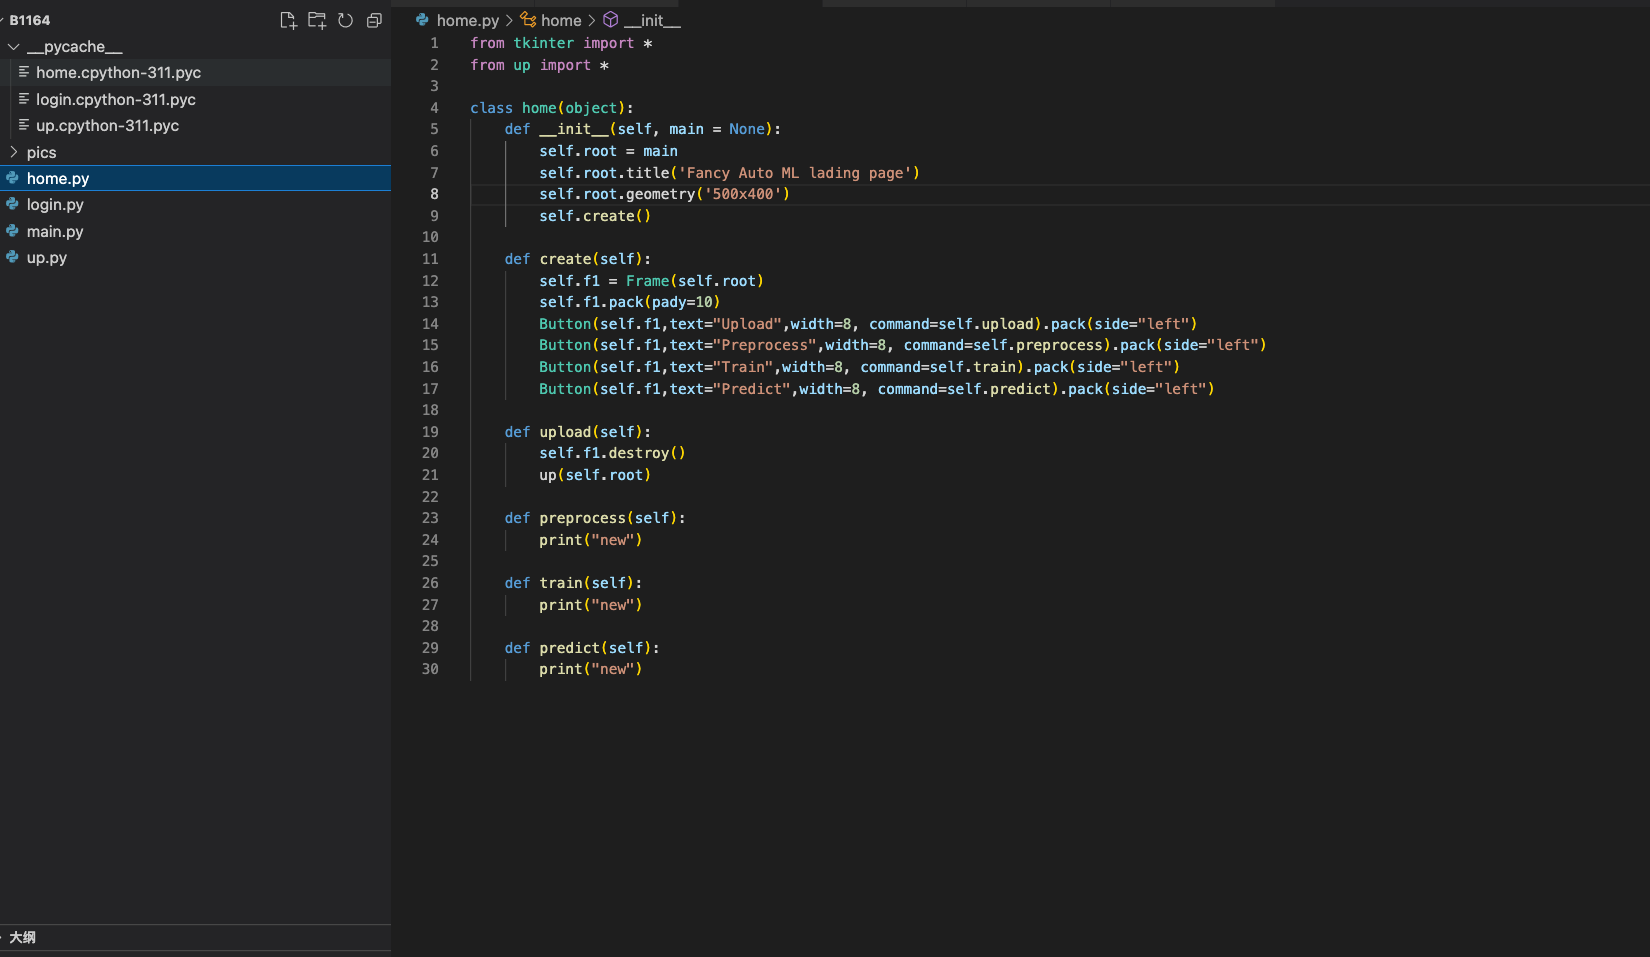 B1164
__pycache__
home.cpython-311.pyc
login.cpython-311.pyc
up.cpython-311.pyc
pics
home.py
login.py
main.py
up.py
大纲
home.py > home > __init__
1 from tkinter import *
2 from up import *
3
4 class home(object):
5     def __init__(self, main = None):
6         self.root = main
7         self.root.title('Fancy Auto ML lading page')
8         self.root.geometry('500x400')
9         self.create()
10
11     def create(self):
12         self.f1 = Frame(self.root)
13         self.f1.pack(pady=10)
14         Button(self.f1,text="Upload",width=8, command=self.upload).pack(side="left")
15         Button(self.f1,text="Preprocess",width=8, command=self.preprocess).pack(side="left")
16         Button(self.f1,text="Train",width=8, command=self.train).pack(side="left")
17         Button(self.f1,text="Predict",width=8, command=self.predict).pack(side="left")
18
19     def upload(self):
20         self.f1.destroy()
21         up(self.root)
22
23     def preprocess(self):
24         print("new")
25
26     def train(self):
27         print("new")
28
29     def predict(self):
30         print("new")